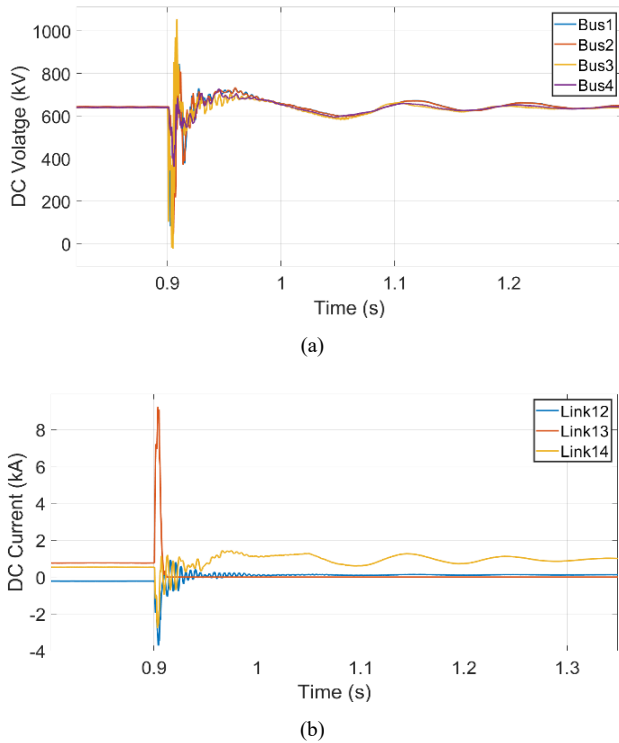 1000
800
600
400
200
0
DC Volatge (kV)
Bus1
Bus2
Bus3
Bus4
0.9 1 1.1 1.2
Time (s)
(a)
8
6
4
2
0
-2
-4
DC Current (kA)
Link12
Link13
Link14
0.9 1 1.1 1.2 1.3
Time (s)
(b)